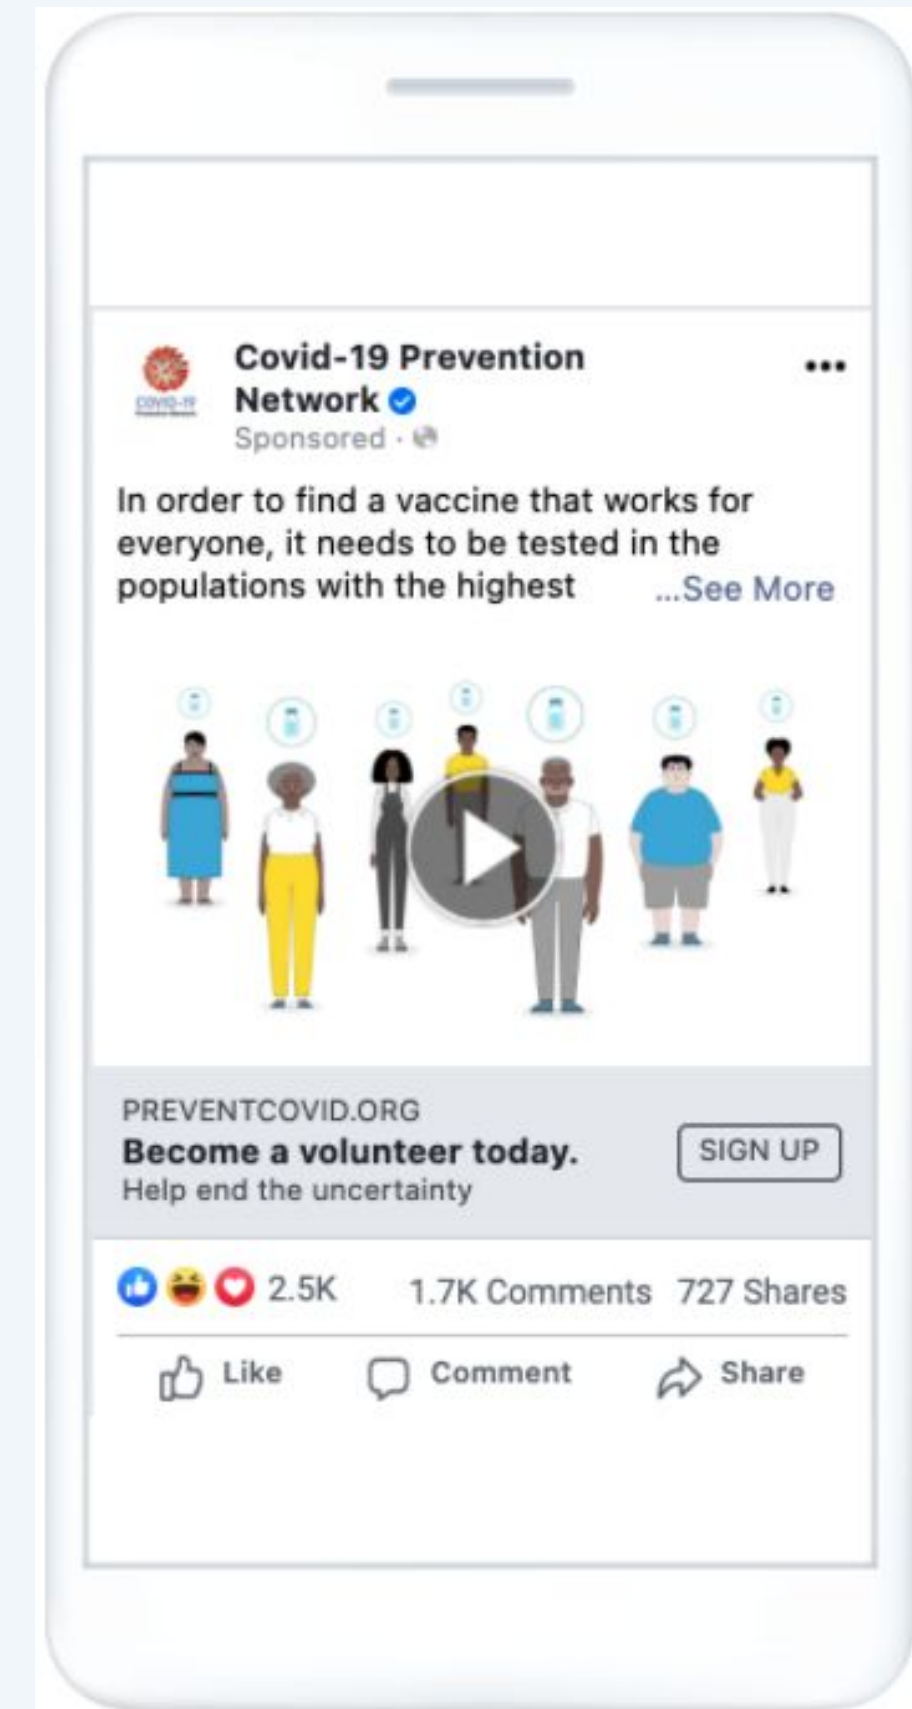 Covid-19 Prevention
Network
COVID-19
Sponsored ·
In order to find a vaccine that works for
everyone, it needs to be tested in the
populations with the highest ...See More
PREVENTCOVID.ORG
Become a volunteer today.
SIGN UP
Help end the uncertainty
2.5K 1.7K Comments 727 Shares
Like Comment Share